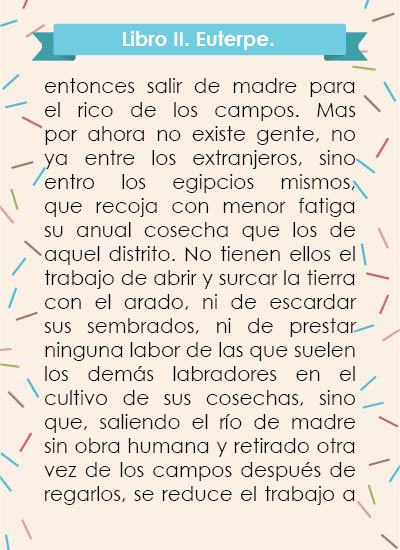 Libro II. Euterpe.
entonces salir de madre para
el rico de los campos. Mas
por ahora no existe gente, no
ya entre los extranjeros, sino
entro los egipcios mismos,
que recoja con menor fatiga
su anual cosecha que los de
aquel distrito. No tienen ellos el
trabajo de abrir y surcar la tierra
con el arado, ni de escardar
sus sembrados, ni de prestar
ninguna labor de las que suelen
los demás labradores en el
cultivo de sus cosechas, sino
que, saliendo el río de madre
sin obra humana y retirado otra
vez de los campos después de
regarlos, se reduce el trabajo a